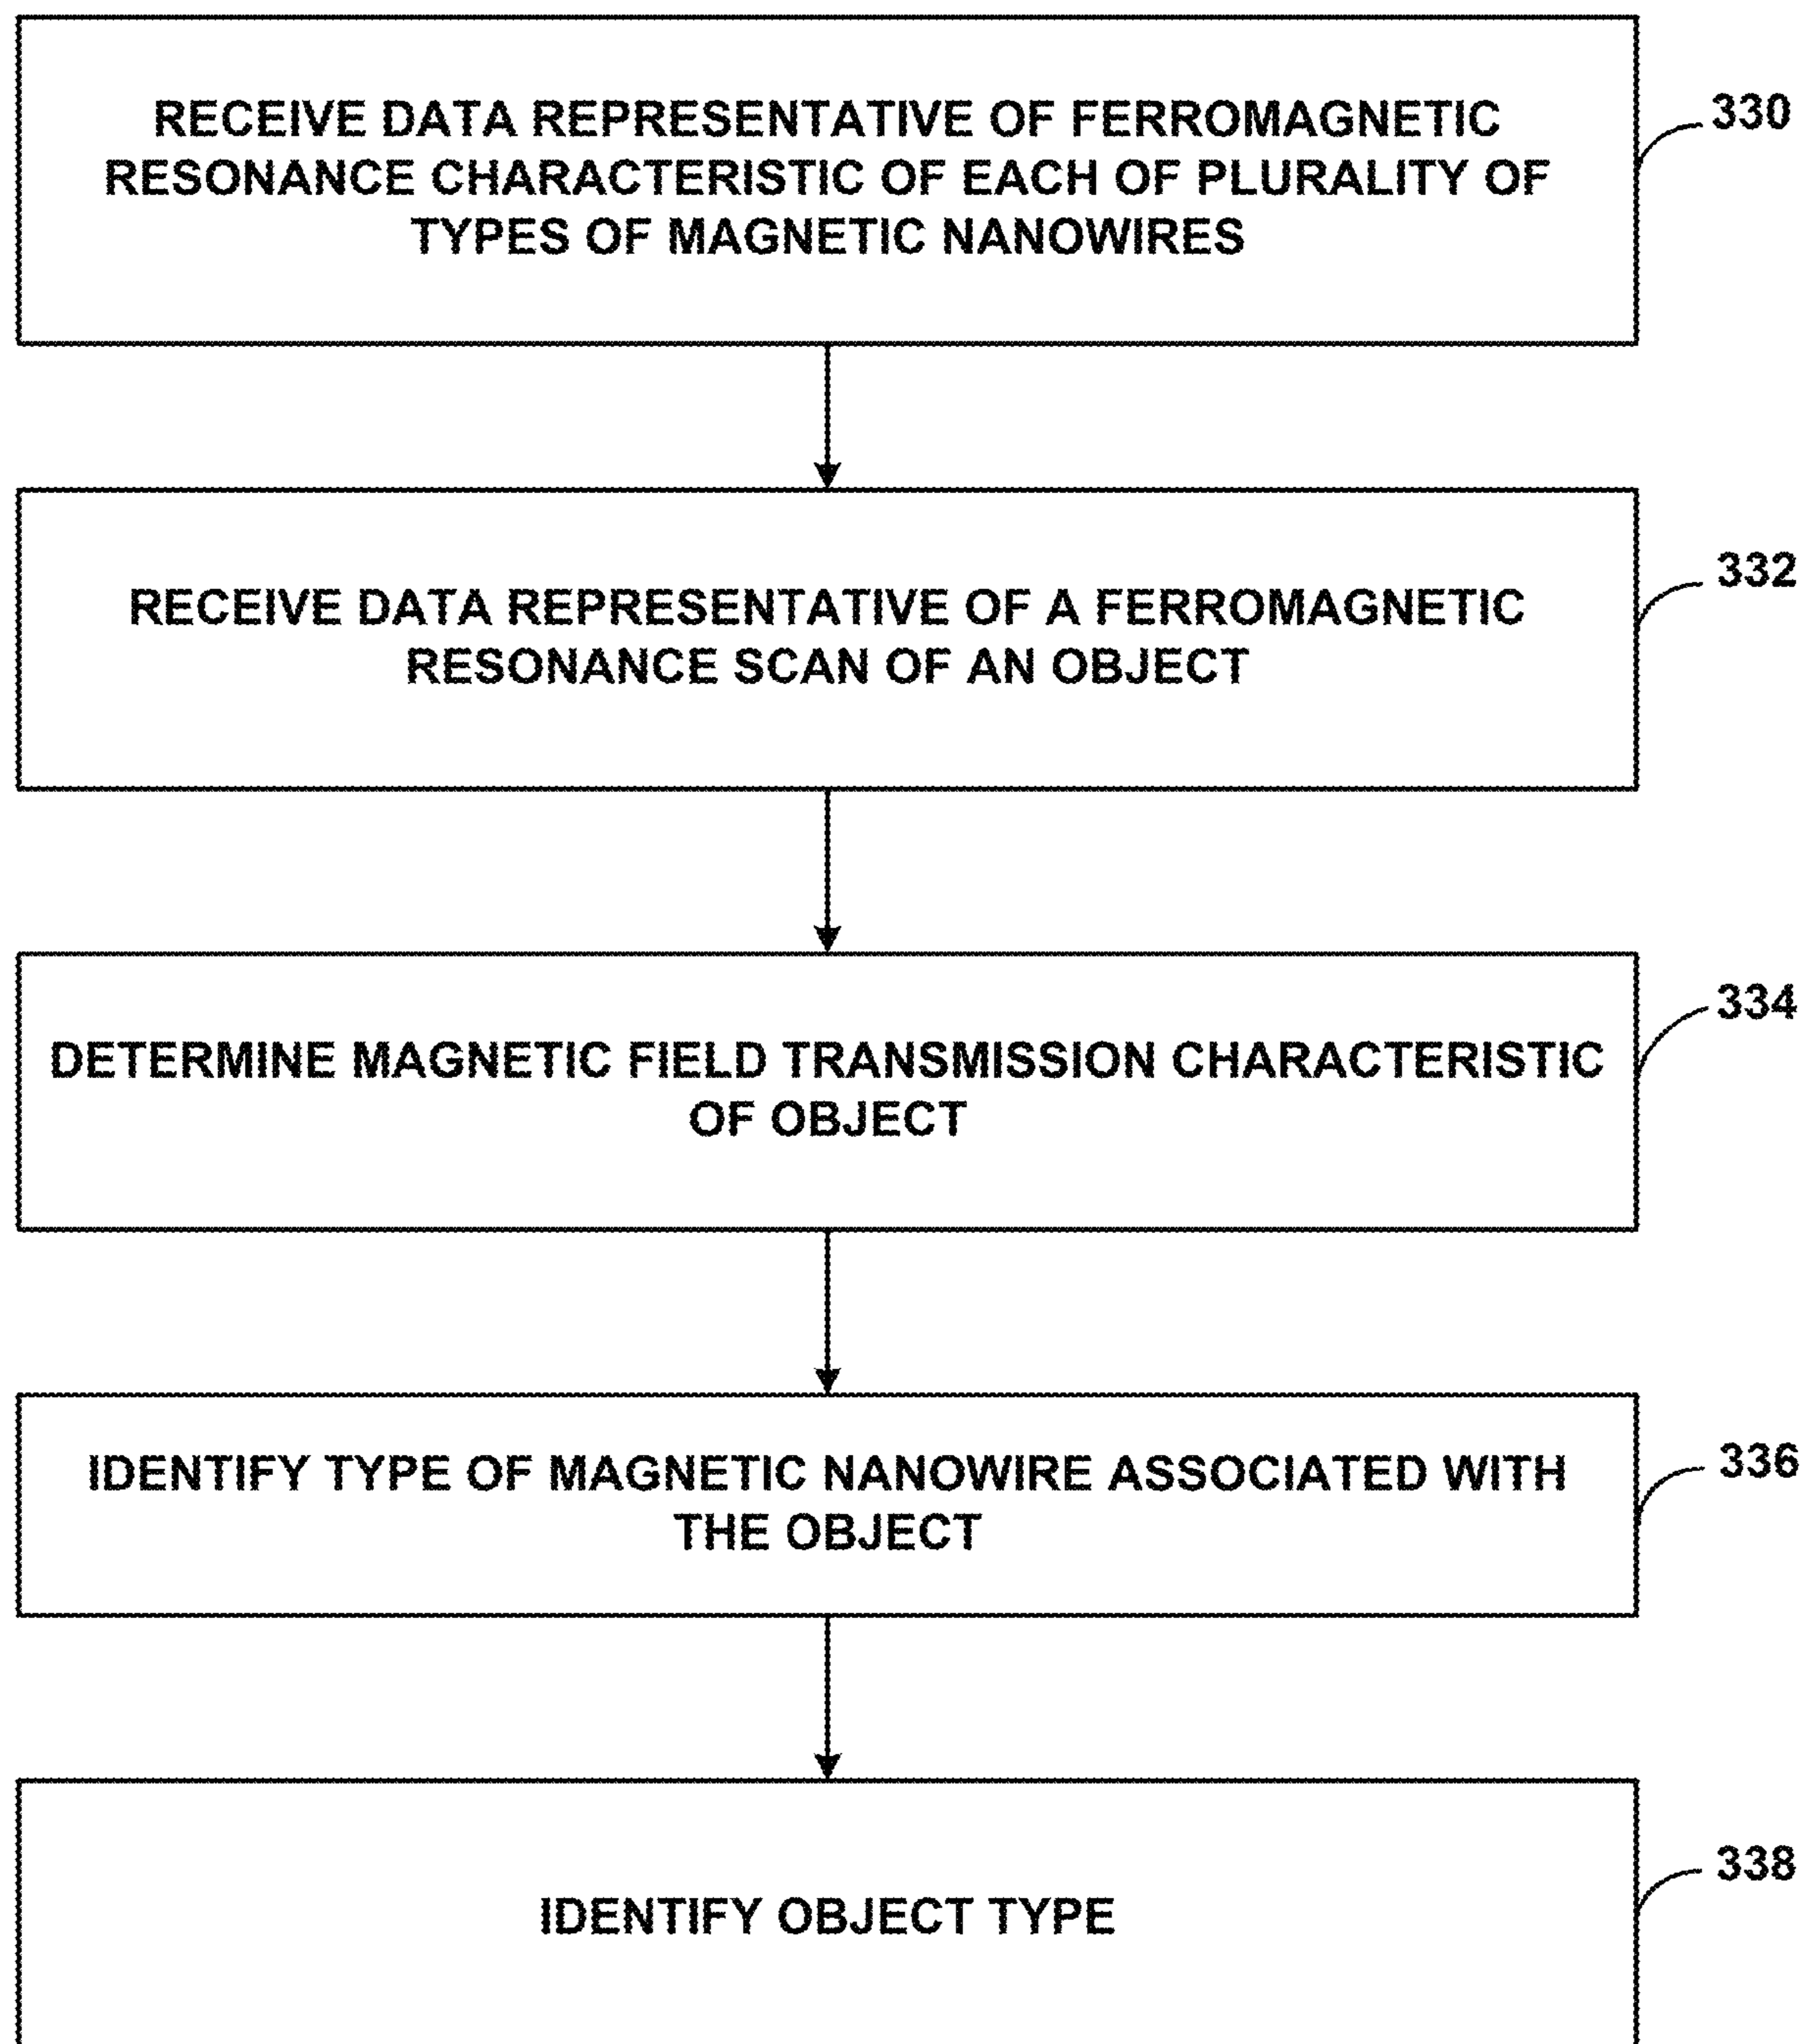 RECEIVE DATA REPRESENTATIVE OF FERROMAGNETIC
RESONANCE CHARACTERISTIC OF EACH OF PLURALITY OF
TYPES OF MAGNETIC NANOWIRES
330
RECEIVE DATA REPRESENTATIVE OF A FERROMAGNETIC
RESONANCE SCAN OF AN OBJECT
332
DETERMINE MAGNETIC FIELD TRANSMISSION CHARACTERISTIC
OF OBJECT
334
IDENTIFY TYPE OF MAGNETIC NANOWIRE ASSOCIATED WITH
THE OBJECT
336
IDENTIFY OBJECT TYPE
338